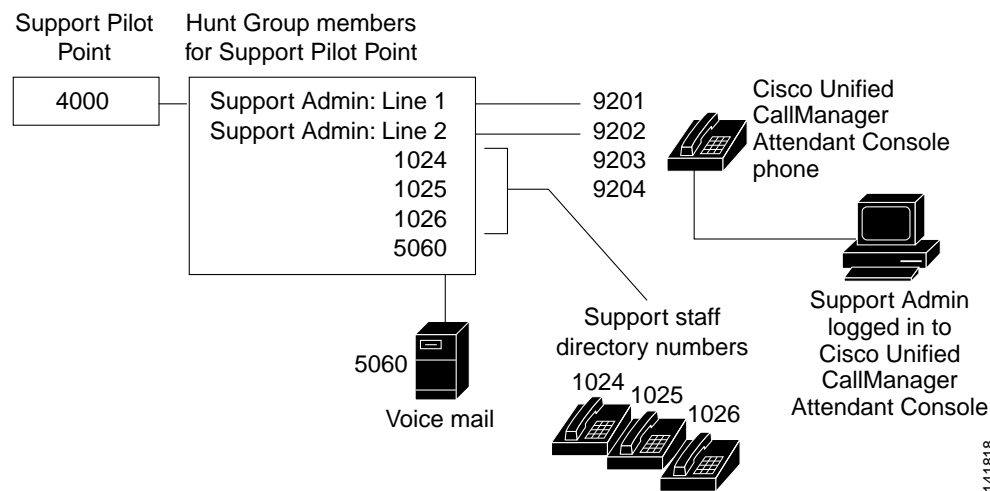 Support Pilot
Point
Hunt Group members
for Support Pilot Point
4000
Support Admin: Line 1
Support Admin: Line 2
1024
1025
1026
5060
9201
9202
9203
9204
Cisco Unified
CallManager
Attendant Console
phone
Support Admin
logged in to
Cisco Unified
CallManager
Attendant Console
5060
Voice mail
Support staff
directory numbers
1024
1025
1026
141818